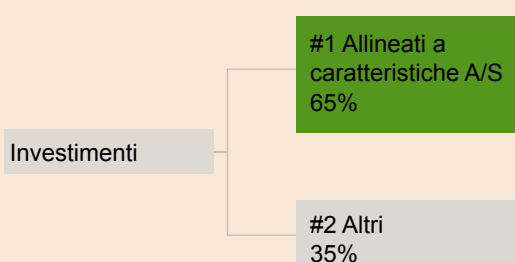 #1 Allineati a
caratteristiche A/S
65%
Investimenti
#2 Altri
35%